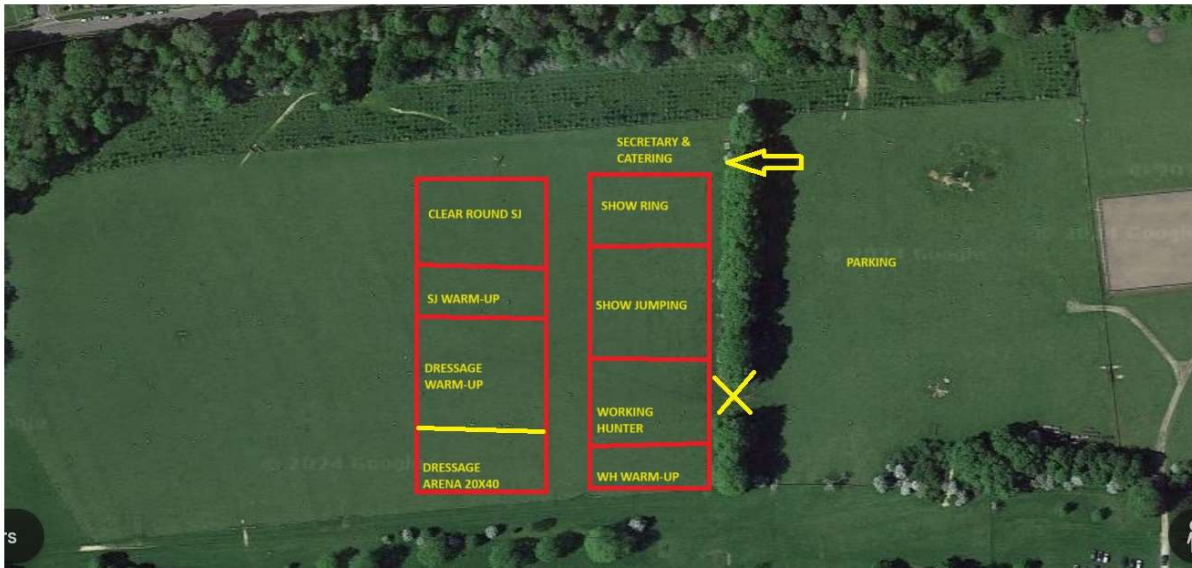 SECRETARY &
CATERING
CLEAR ROUND SJ
SHOW RING
PARKING
SJ WARM-UP
SHOW JUMPING
DRESSAGE
WARM-UP
WORKING
HUNTER
DRESSAGE
ARENA 20X40
WH WARM-UP
© 2024 Google
rs